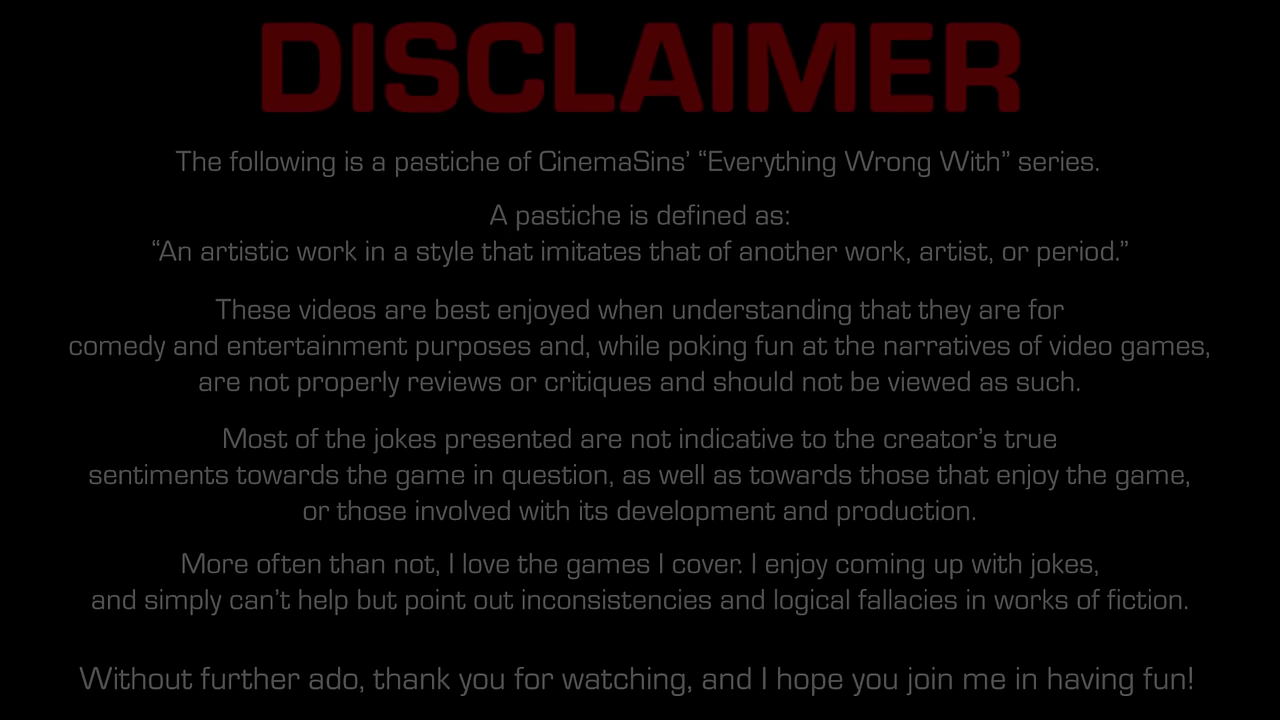 DISCLAIMER
The following is a pastiche of CinemaSins’ “Everything Wrong With” series.
A pastiche is defined as:
“An artistic work in a style that imitates that of another work, artist, or period.”
These videos are best enjoyed when understanding that they are for
comedy and entertainment purposes and, while poking fun at the narratives of video games,
are not properly reviews or critiques and should not be viewed as such.
Most of the jokes presented are not indicative to the creator’s true
sentiments towards the game in question, as well as towards those that enjoy the game,
or those involved with its development and production.
More often than not, I love the games I cover. I enjoy coming up with jokes,
and simply can’t help but point out inconsistencies and logical fallacies in works of fiction.
Without further ado, thank you for watching, and I hope you join me in having fun!